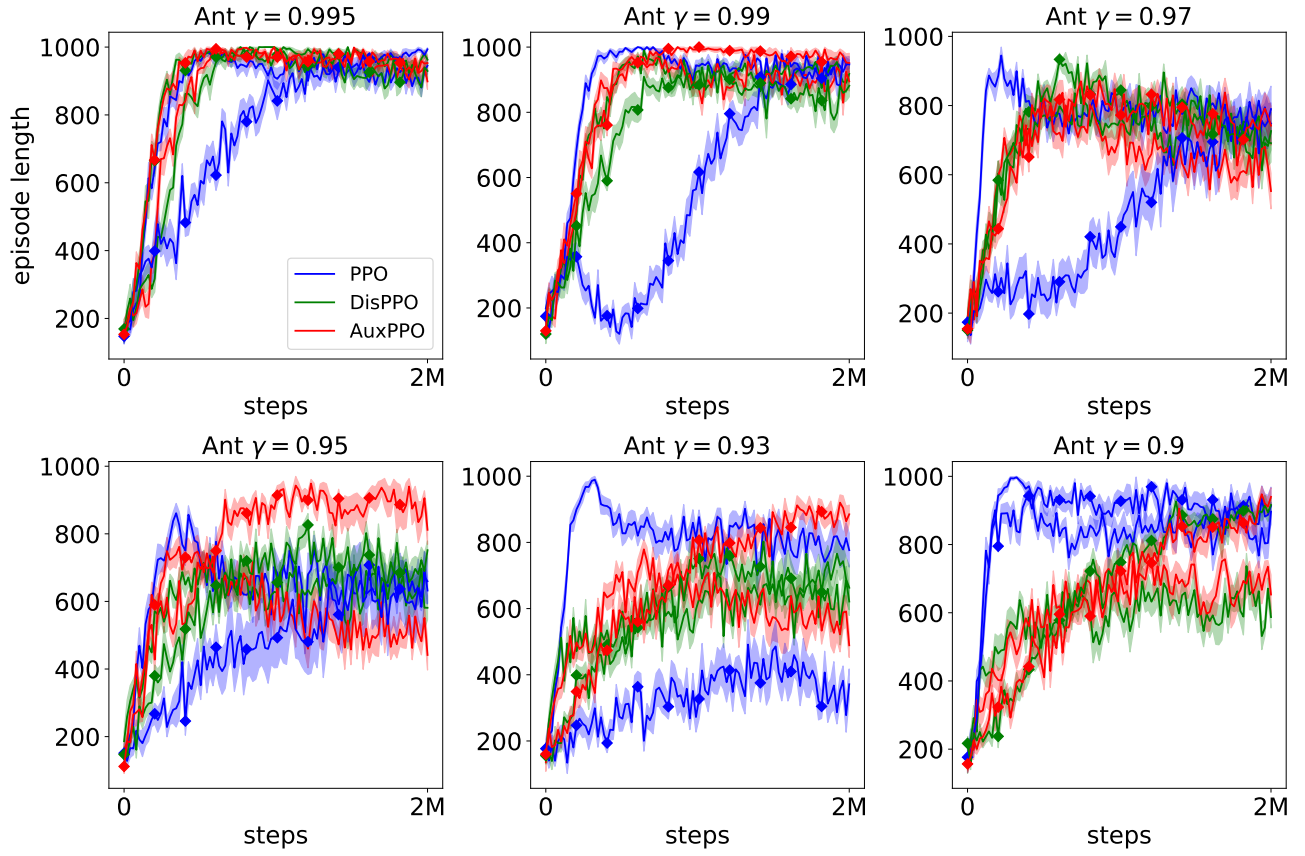 Ant γ = 0.995
Ant γ = 0.99
Ant γ = 0.97
episode length
1000
800
600
400
200
0
2M
steps
PPO
DisPPO
AuxPPO
1000
800
600
400
200
0
2M
steps
1000
800
600
400
200
0
2M
steps
Ant γ = 0.95
Ant γ = 0.93
Ant γ = 0.9
1000
800
600
400
200
0
2M
steps
1000
800
600
400
200
0
2M
steps
1000
800
600
400
200
0
2M
steps